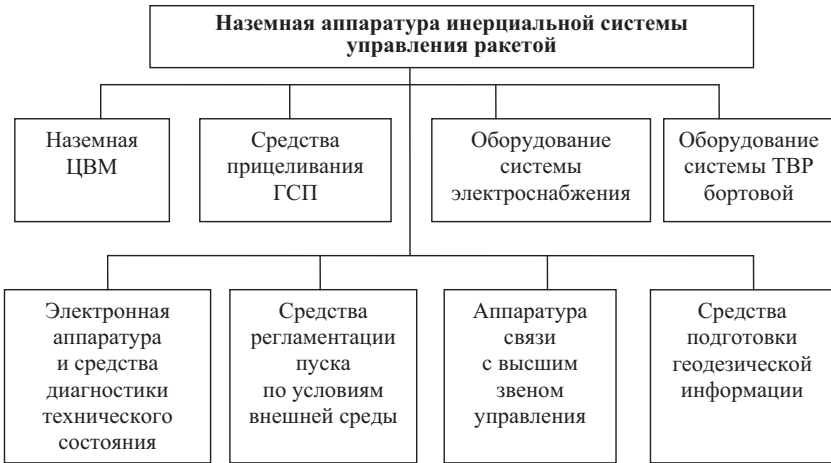 Наземная аппаратура инерциальной системы
управления ракетой
Наземная
ЦВМ
Средства
прицеливания
ГСП
Оборудование
системы
электроснабжения
Оборудование
системы ТВР
бортовой
Электронная
аппаратура
и средства
диагностики
технического
состояния
Средства
регламентации
пуска
по условиям
внешней среды
Аппаратура
связи
с высшим
звеном
управления
Средства
подготовки
геодезической
информации